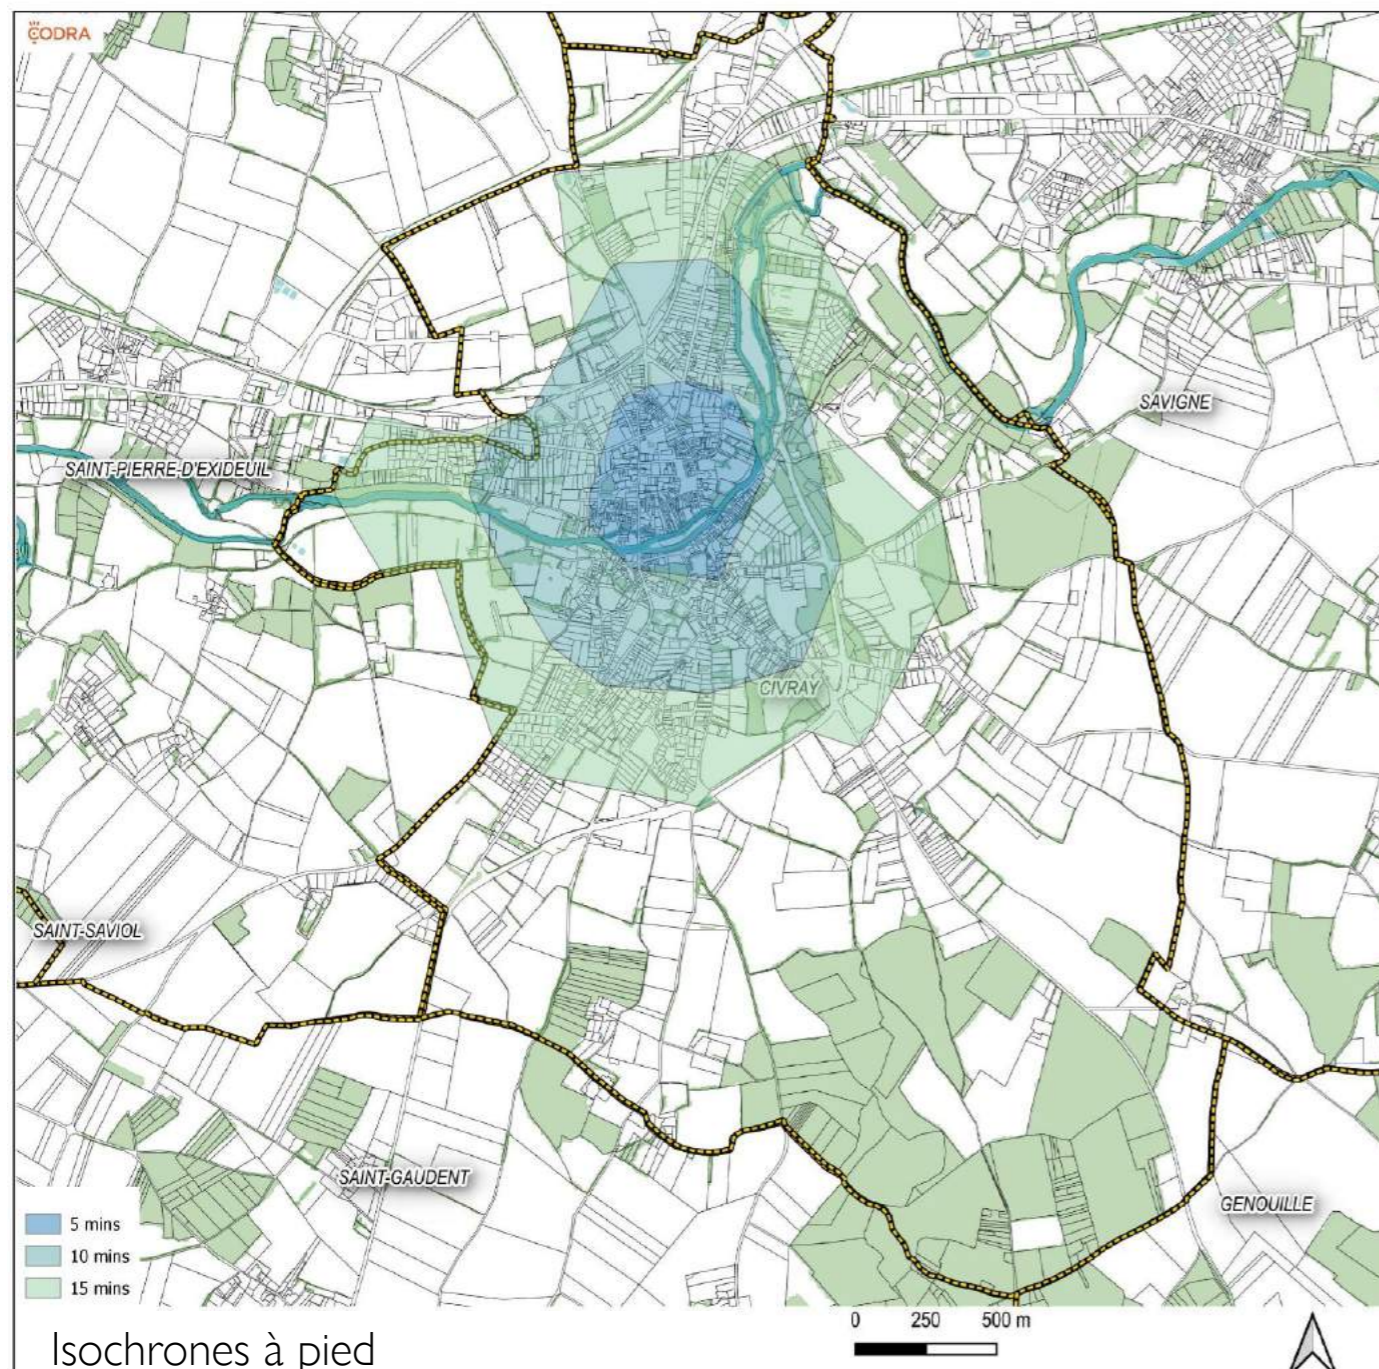 CODRA
SAVIGNE
SAINT-PIERRE-D'EXIDEUIL
CIVRAY
SAINT-SAVIOL
SAINT-GAUDENT
GENOUILLE
5 mins
10 mins
15 mins
0 250 500 m
Isochrones à pied